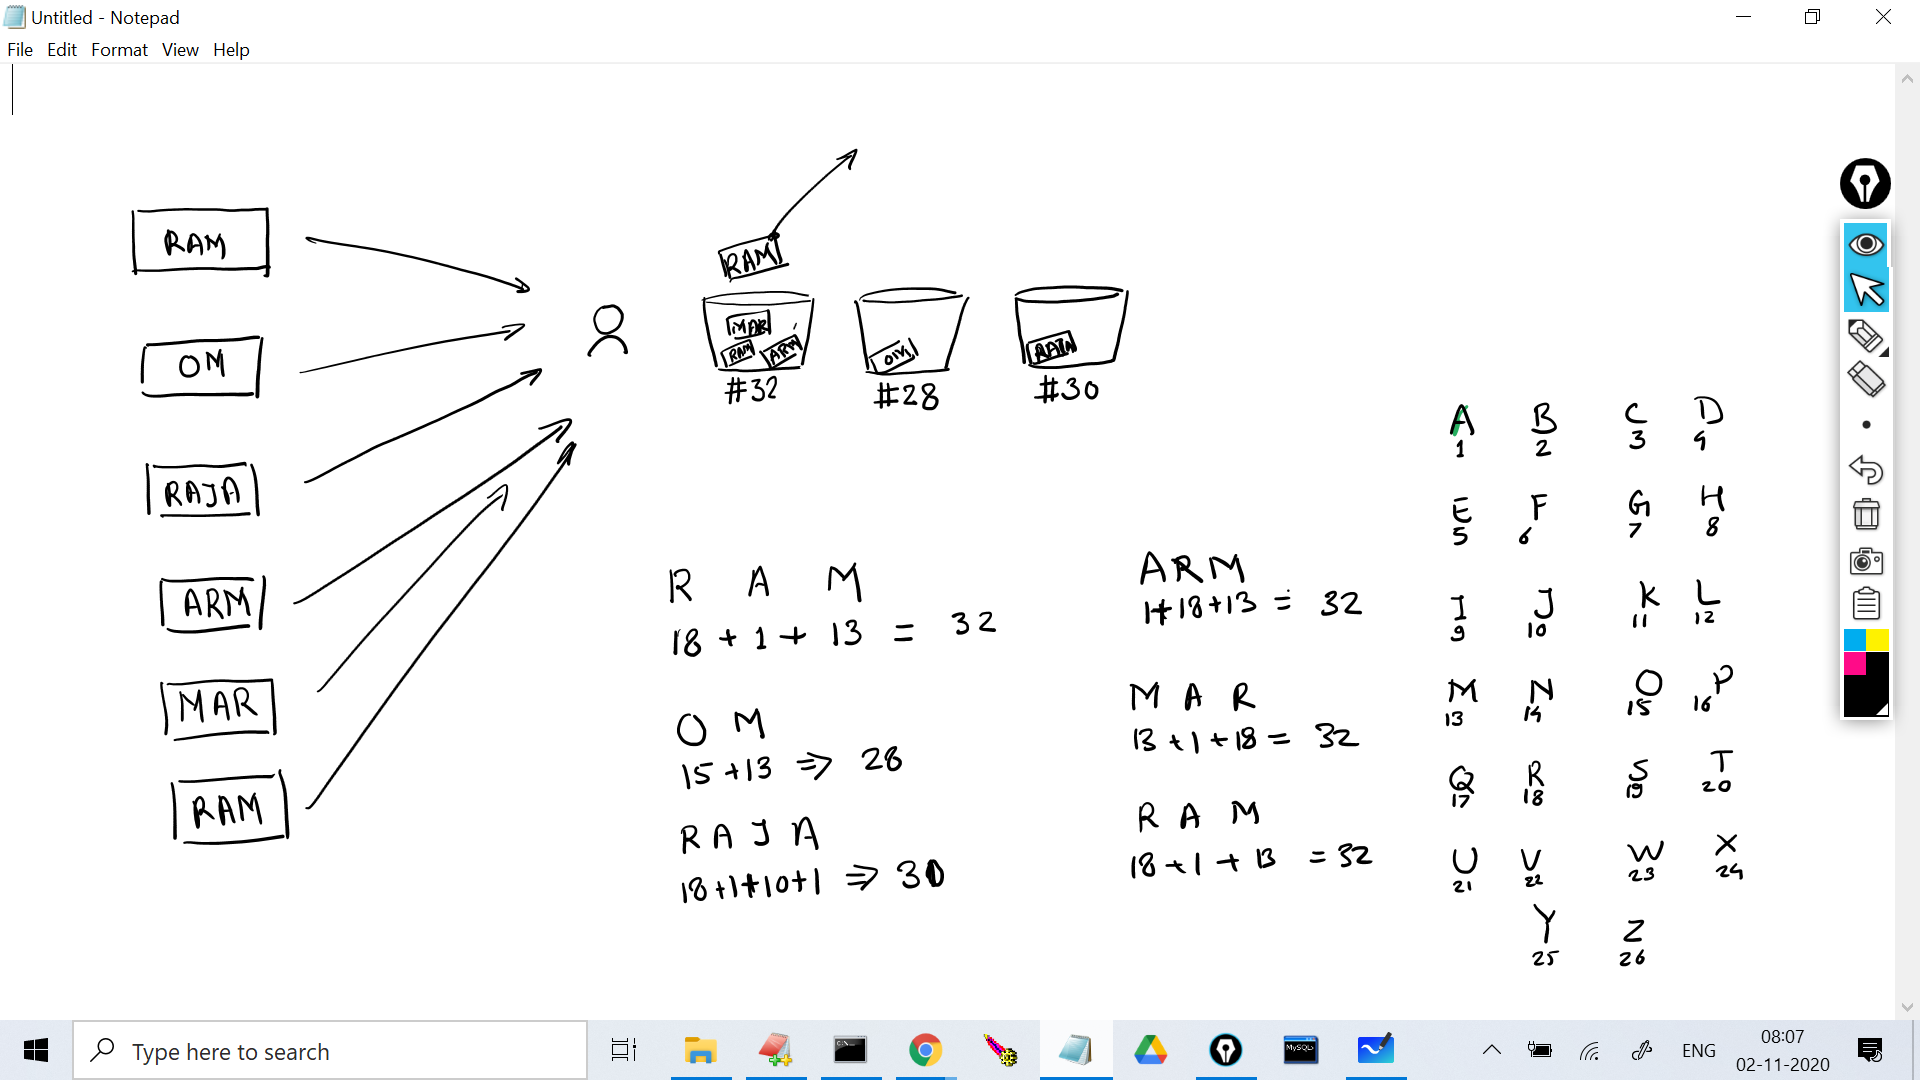 Untitled - Notepad
File Edit Format View Help
RAM
OM
RAJA
ARM
MAR
RAM
RAM
MAR
RAM ARM
OM
RAJA
#32
#28
#30
R A M
18 + 1 + 13 = 32
O M
15 + 13 => 28
R A J A
18+1+10+1 => 30
ARM
1+18+13 = 32
M A R
13 + 1 + 18 = 32
R A M
18 + 1 + 13 = 32
A B C D
1 2 3 4
E F G H
5 6 7 8
I J K L
9 10 11 12
M N O P
13 14 15 16
Q R S T
17 18 19 20
U V W X
21 22 23 24
Y Z
25 26
Type here to search
C:\
MySQL
ENG
08:07
02-11-2020